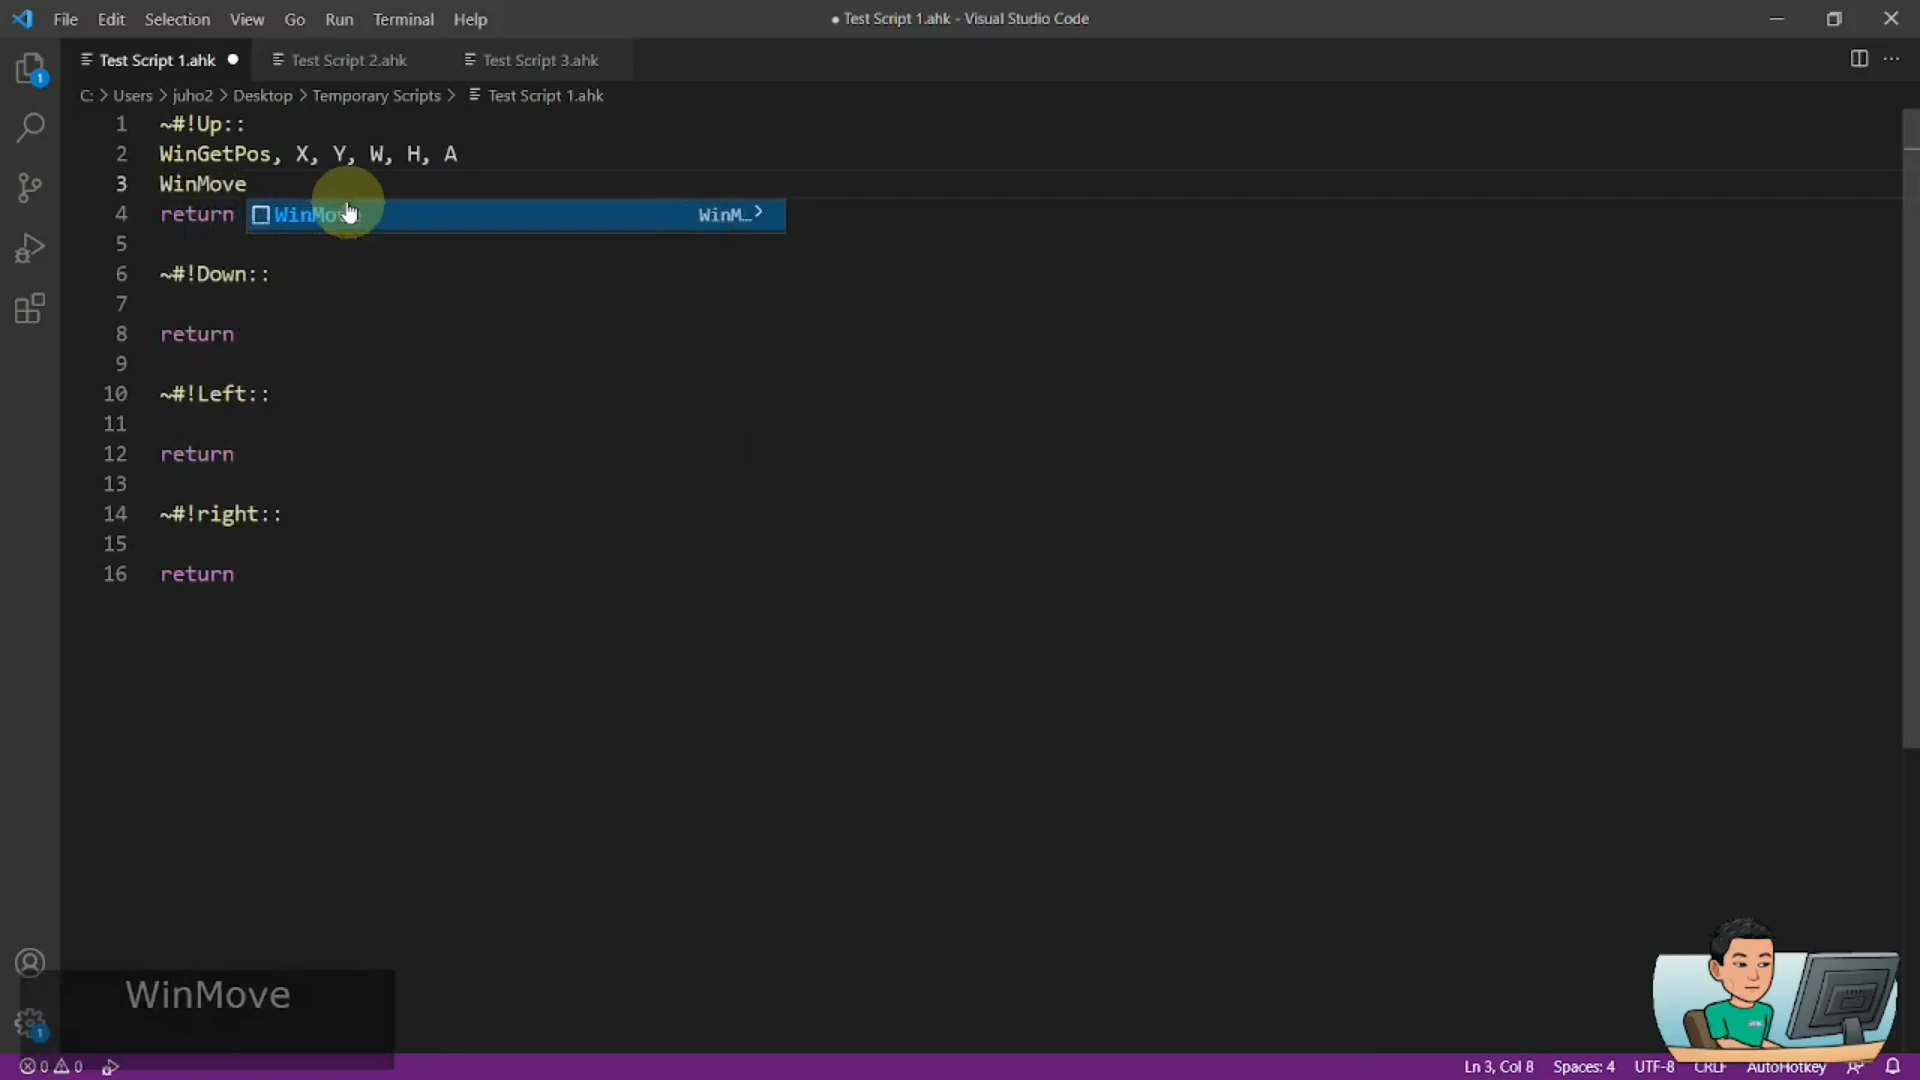 File Edit Selection View Go Run Terminal Help
● Test Script 1.ahk - Visual Studio Code
1
Test Script 1.ahk ●
Test Script 2.ahk
Test Script 3.ahk
C: > Users > juho2 > Desktop > Temporary Scripts > Test Script 1.ahk
1 ~#!Up::
2 WinGetPos, X, Y, W, H, A
3 WinMove
4 return
WinMove WinM…>
5
6 ~#!Down::
7
8 return
9
10 ~#!Left::
11
12 return
13
14 ~#!right::
15
16 return
WinMove
1
0 0
Ln 3, Col 8 Spaces: 4 UTF-8 CRLF AutoHotkey